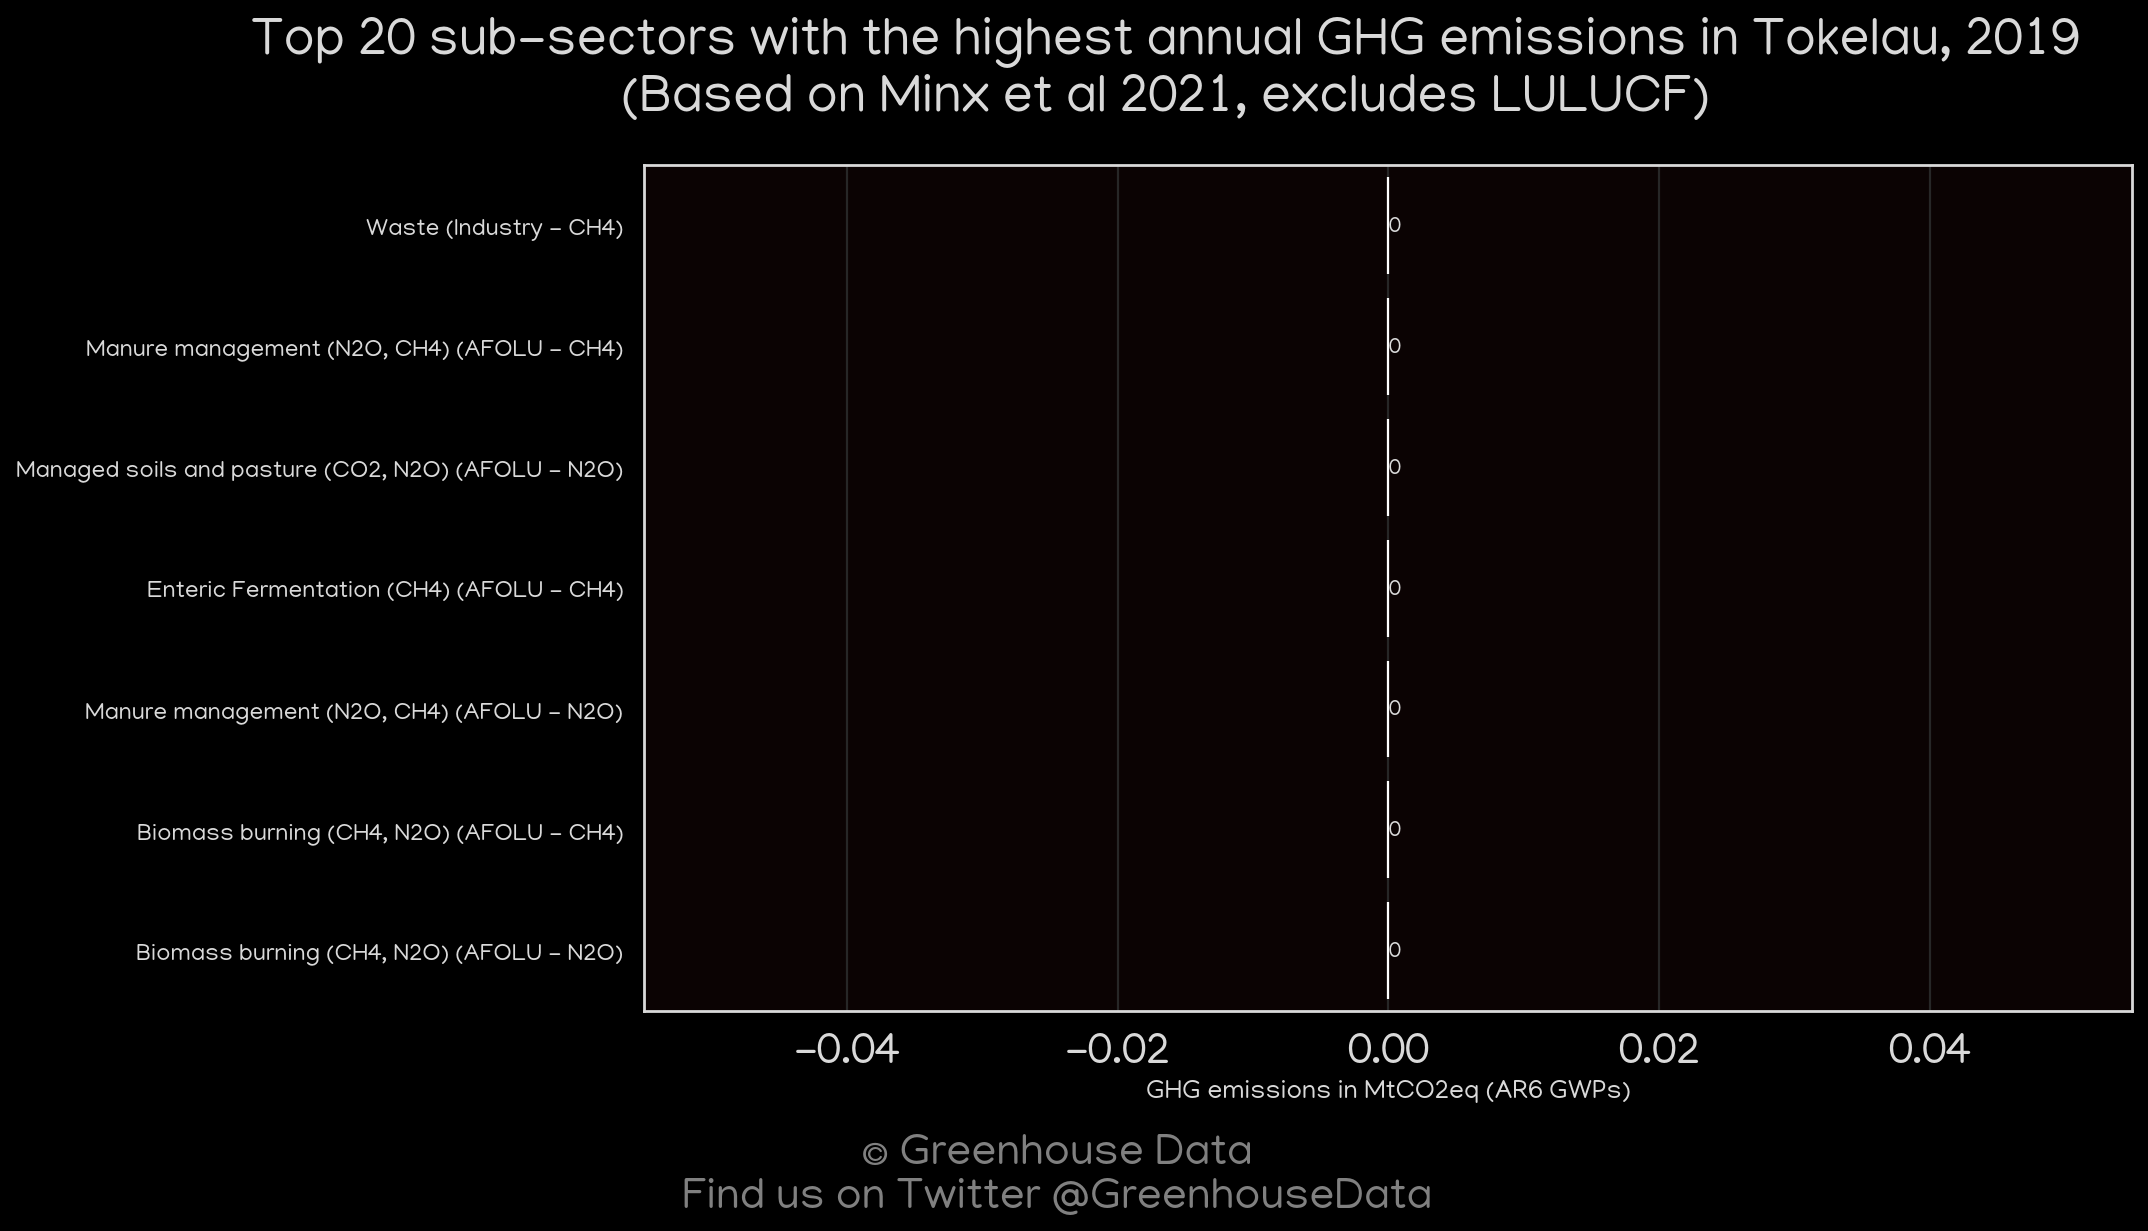 Top 20 sub-sectors with the highest annual GHG emissions in Tokelau, 2019
(Based on Minx et al 2021, excludes LULUCF)
Waste (Industry - CH4)
0
Manure management (N2O, CH4) (AFOLU - CH4)
0
Managed soils and pasture (CO2, N2O) (AFOLU - N2O)
0
Enteric Fermentation (CH4) (AFOLU - CH4)
0
Manure management (N2O, CH4) (AFOLU - N2O)
0
Biomass burning (CH4, N2O) (AFOLU - CH4)
0
Biomass burning (CH4, N2O) (AFOLU - N2O)
0
-0.04 -0.02 0.00 0.02 0.04
GHG emissions in MtCO2eq (AR6 GWPs)
© Greenhouse Data
Find us on Twitter @GreenhouseData